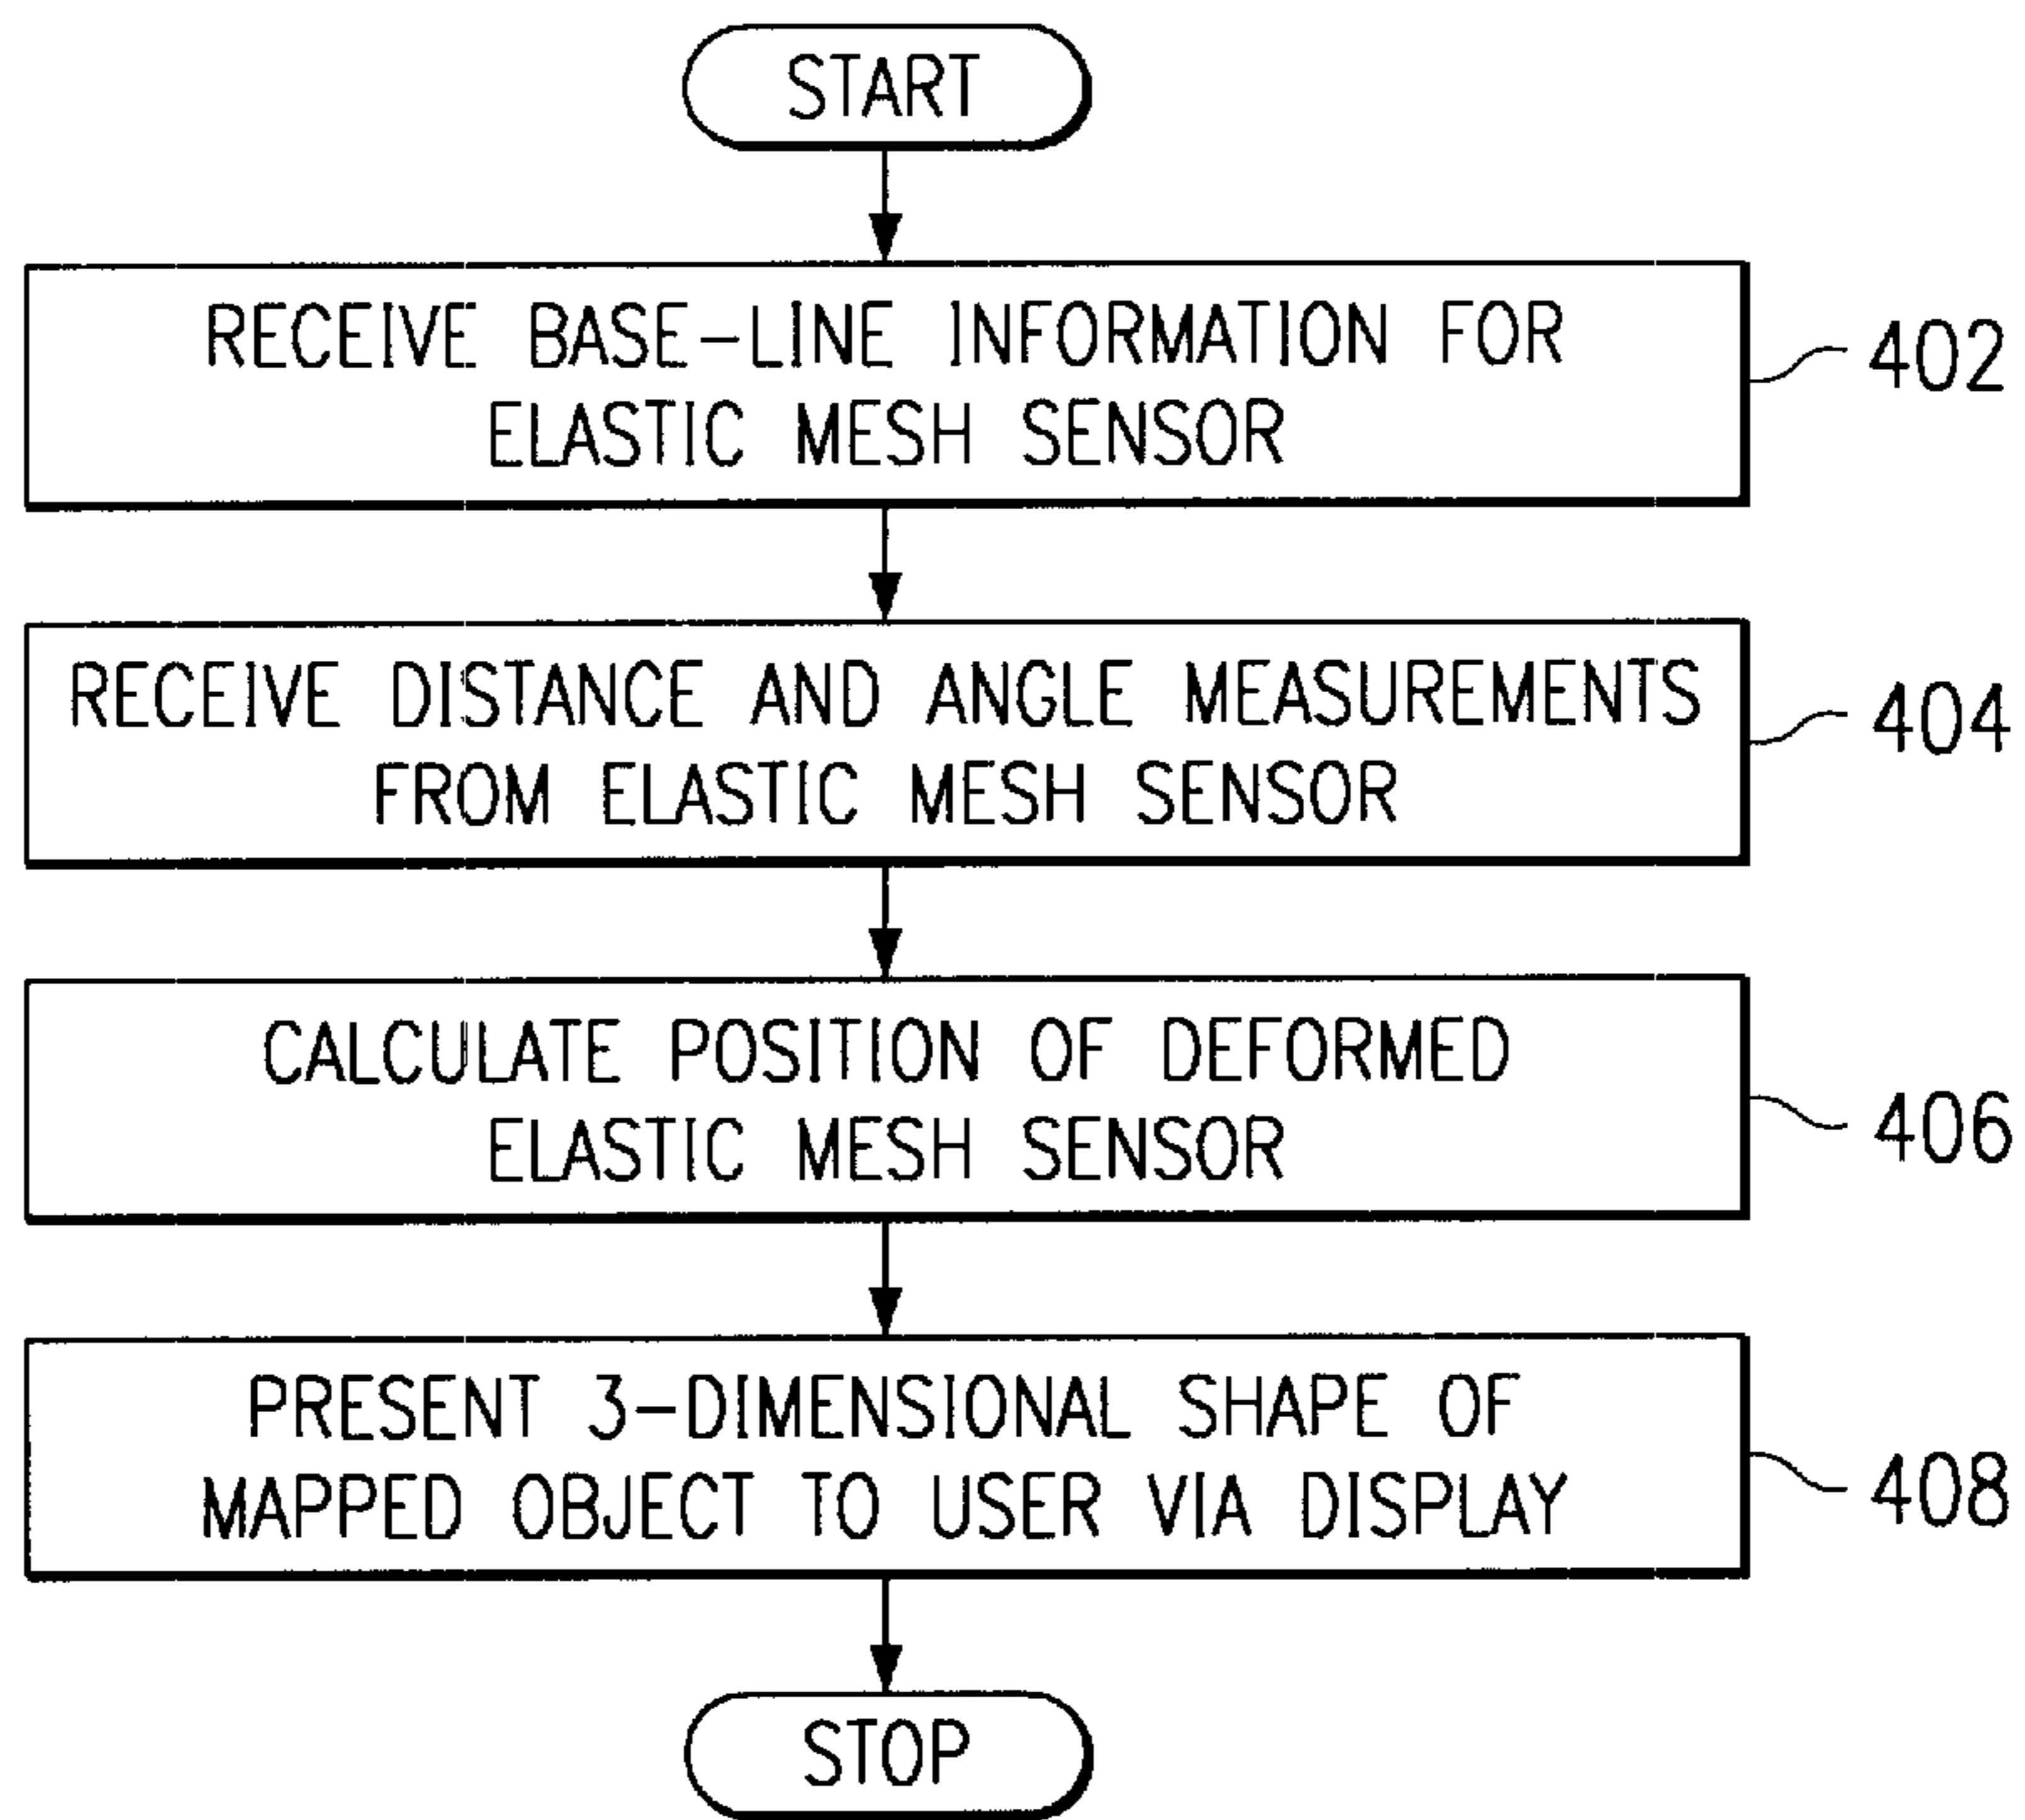 START
RECEIVE BASE-LINE INFORMATION FOR
ELASTIC MESH SENSOR
402
RECEIVE DISTANCE AND ANGLE MEASUREMENTS
FROM ELASTIC MESH SENSOR
404
CALCULATE POSITION OF DEFORMED
ELASTIC MESH SENSOR
406
PRESENT 3-DIMENSIONAL SHAPE OF
MAPPED OBJECT TO USER VIA DISPLAY
408
STOP